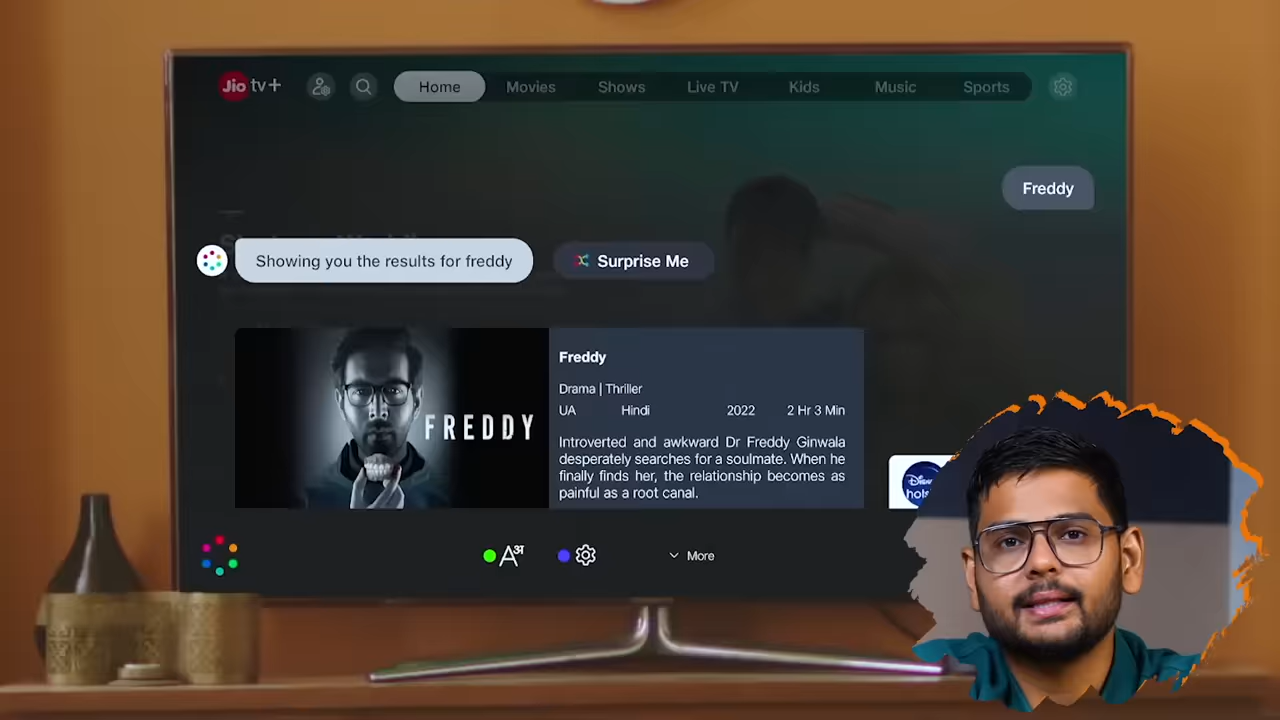 Jio tv+
Home
Movies
Shows
Live TV
Kids
Music
Sports
Freddy
Showing you the results for freddy
Surprise Me
FREDDY
Freddy
Drama | Thriller
UA Hindi 2022 2 Hr 3 Min
Introverted and awkward Dr Freddy Ginwala
desperately searches for a soulmate. When he
finally finds her, the relationship becomes as
painful as a root canal.
Disney
A अ
More